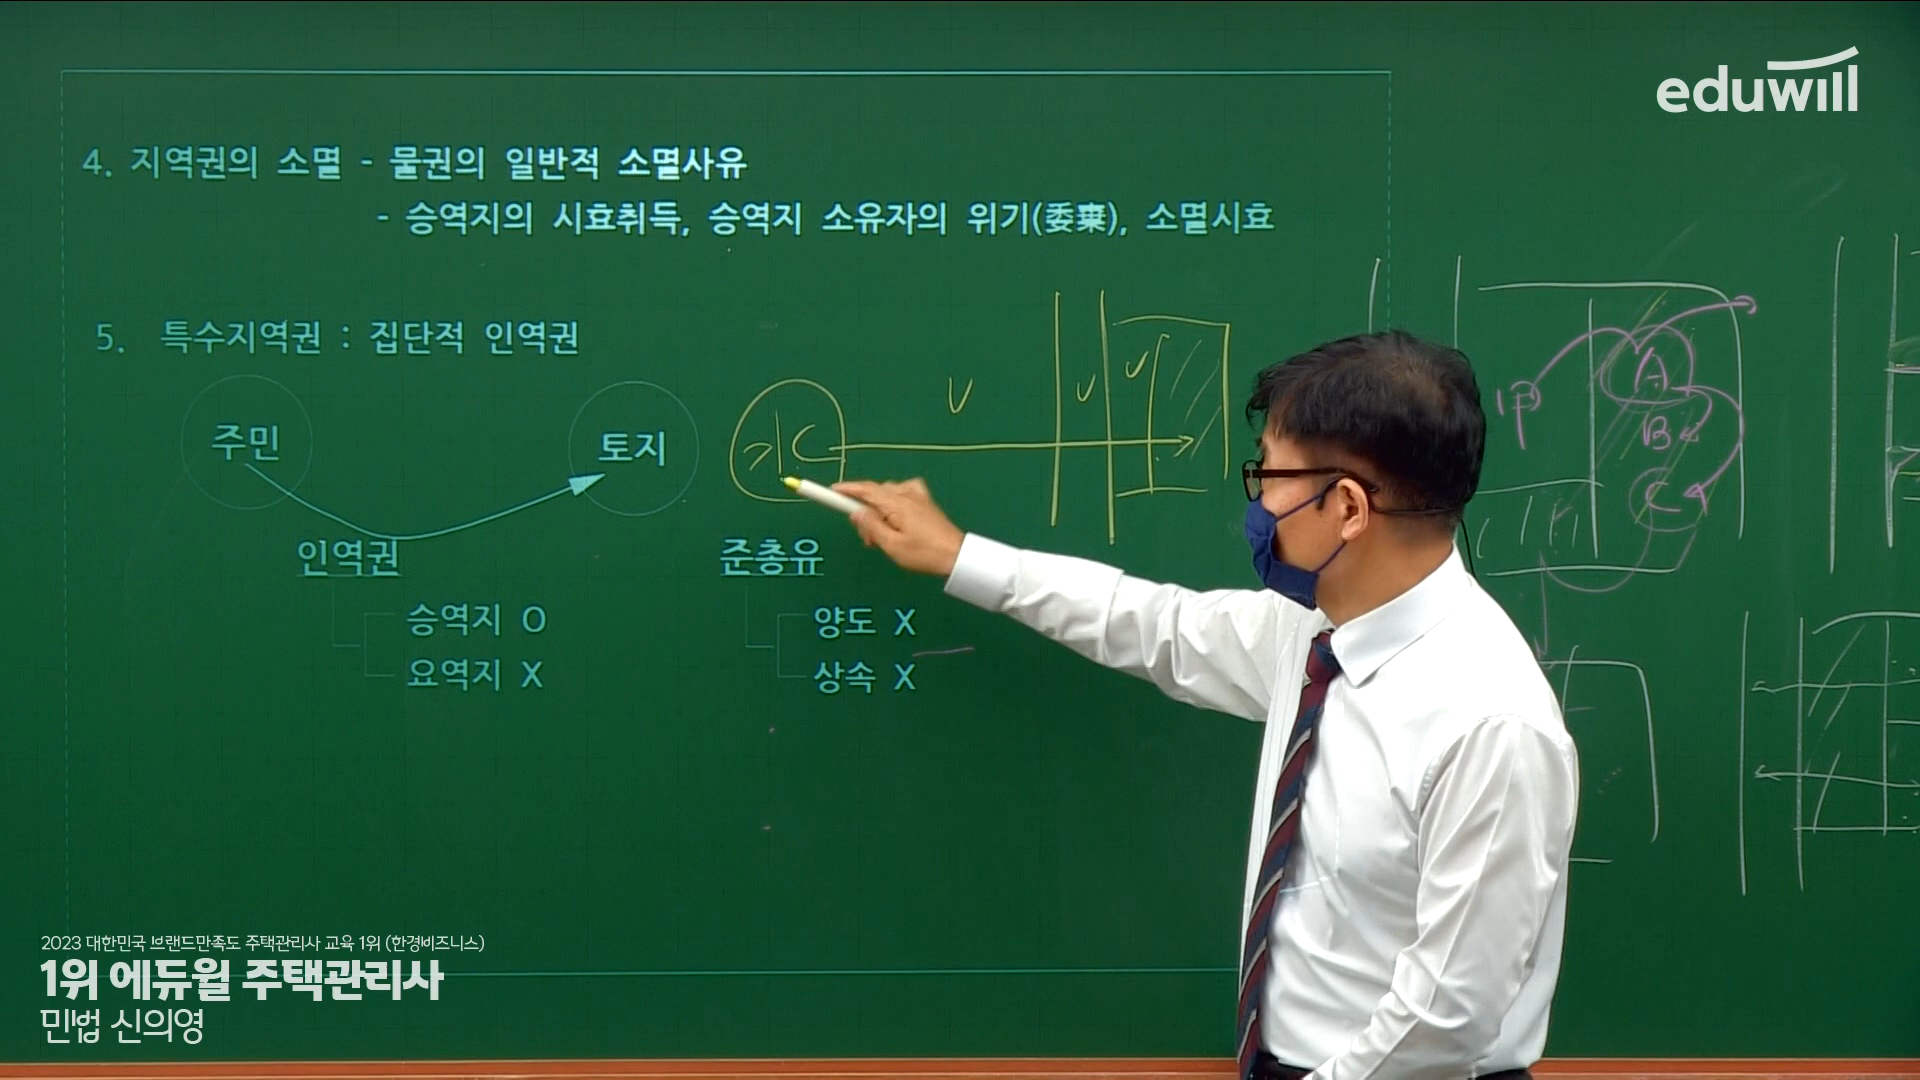 eduwill
4. 지역권의 소멸 - 물권의 일반적 소멸사유
- 승역지의 시효취득, 승역지 소유자의 위기(委棄), 소멸시효
5. 특수지역권 : 집단적 인역권
주민
토지
인역권
승역지 O
요역지 X
준총유
양도 X
상속 X
水
甲
A
B
C
2023 대한민국 브랜드만족도 주택관리사 교육 1위 (한경비즈니스)
1위 에듀윌 주택관리사
민법 신의영